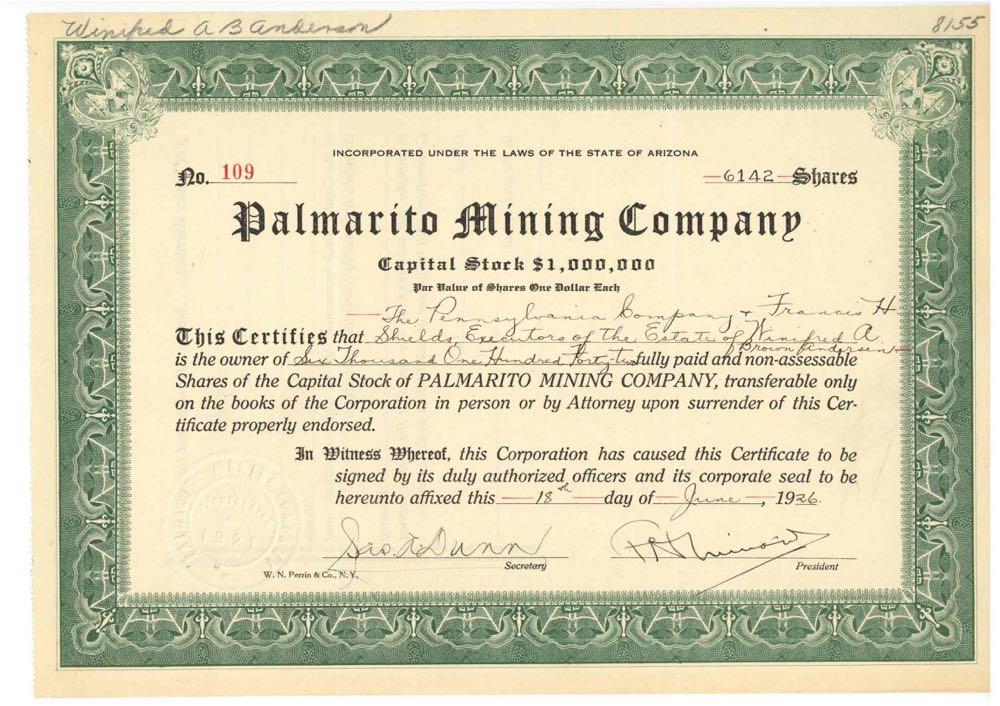 Winifred A B Anderson
8155
INCORPORATED UNDER THE LAWS OF THE STATE OF ARIZONA
No. 109
—6142— Shares
Palmarito Mining Company
Capital Stock $1,000,000
Par Value of Shares One Dollar Each
— The Pennsylvania Company & Francis H.
This Certifies that Shields, Executors of the Estate of Winifred A
Brown Anderson —
is the owner of Six Thousand One Hundred Forty-two fully paid and non-assessable
Shares of the Capital Stock of PALMARITO MINING COMPANY, transferable only
on the books of the Corporation in person or by Attorney upon surrender of this Cer-
tificate properly endorsed.
In Witness Whereof, this Corporation has caused this Certificate to be
signed by its duly authorized officers and its corporate seal to be
hereunto affixed this — 18th — day of — June —, 1926.
Geo. A. Dunn
Secretary
President
W. N. Perrin & Co., N. Y.